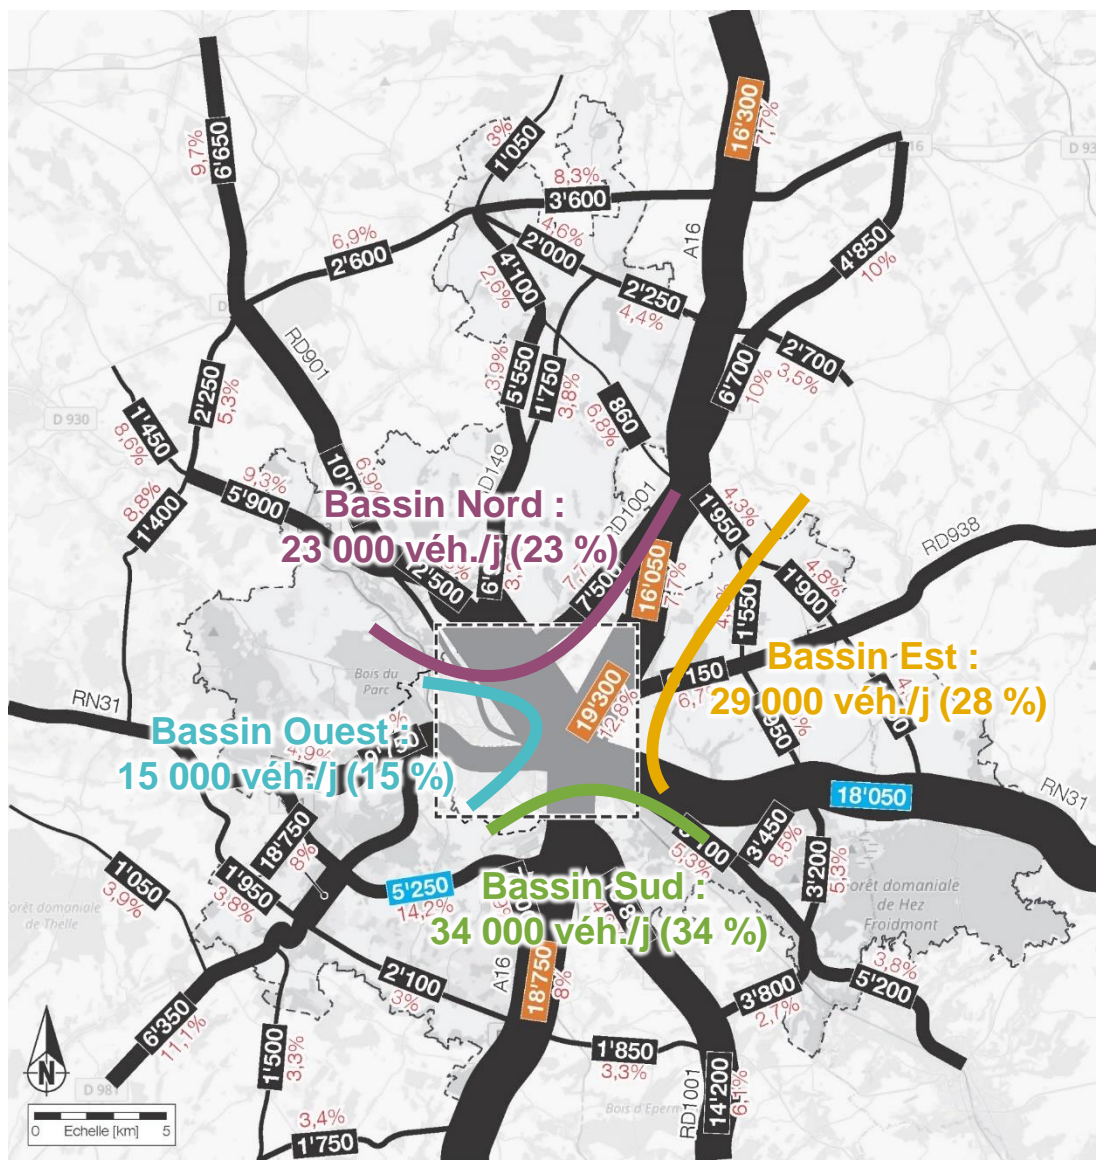 16'300
7,7%
9,7%
6'650
3%
1'050
D 93
8,3%
3'600
A16
4,6%
2'000
6,9%
2'600
4'100
2,6%
4'850
10%
2'250
4,4%
RD901
2'700
3,5%
6'700
10%
3,9%
5'550
1'750
3,8%
2'250
5,3%
D 930
1'450
8,6%
860
6,8%
9,3%
5'900
6,9%
8,8%
1'400
RD1001
4,3%
1'950
RD938
Bassin Nord :
23 000 véh./j (23 %)
2'500
7'500
16'050
7,7%
4,8%
1'900
1'550
Bois du
Parc
RN31
19'300
12,8%
Bassin Est :
29 000 véh./j (28 %)
Bassin Ouest :
15 000 véh./j (15 %)
4,9%
18'050
RN31
18'750
8%
5,3%
3'450
8,5%
3'200
5,3%
1'050
3,9%
1'950
3,8%
5'250
14,2%
Bassin Sud :
34 000 véh./j (34 %)
orêt domaniale
de Thelle
orêt domaniale
de Hez
Froidmont
2'100
3%
A16
18'750
8%
3,8%
5'200
3'800
2,7%
6'350
11,1%
1'500
3,3%
1'850
3,3%
N
D 981
RD1001
14'200
6,1%
Bois d'Eperm
0 Echelle [km] 5
3,4%
1'750